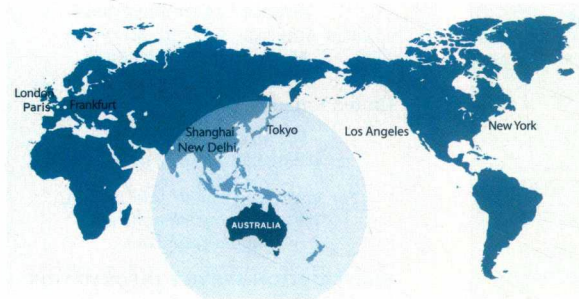 London
Paris
Frankfurt
Shanghai
New Delhi
Tokyo
Los Angeles
New York
AUSTRALIA